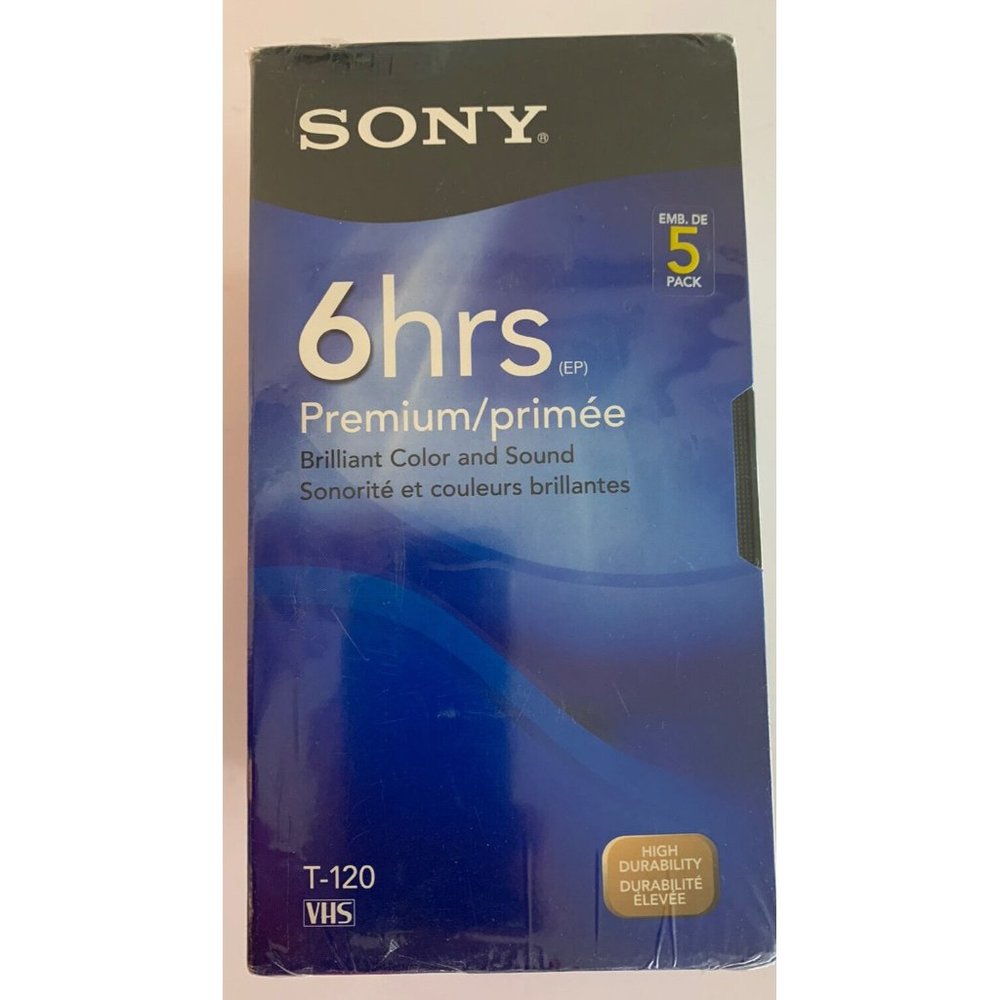 SONY®
EMB. DE
5
PACK
6hrs (EP)
Premium/primée
Brilliant Color and Sound
Sonorité et couleurs brillantes
T-120
VHS
HIGH
DURABILITY
DURABILITÉ
ÉLEVÉE